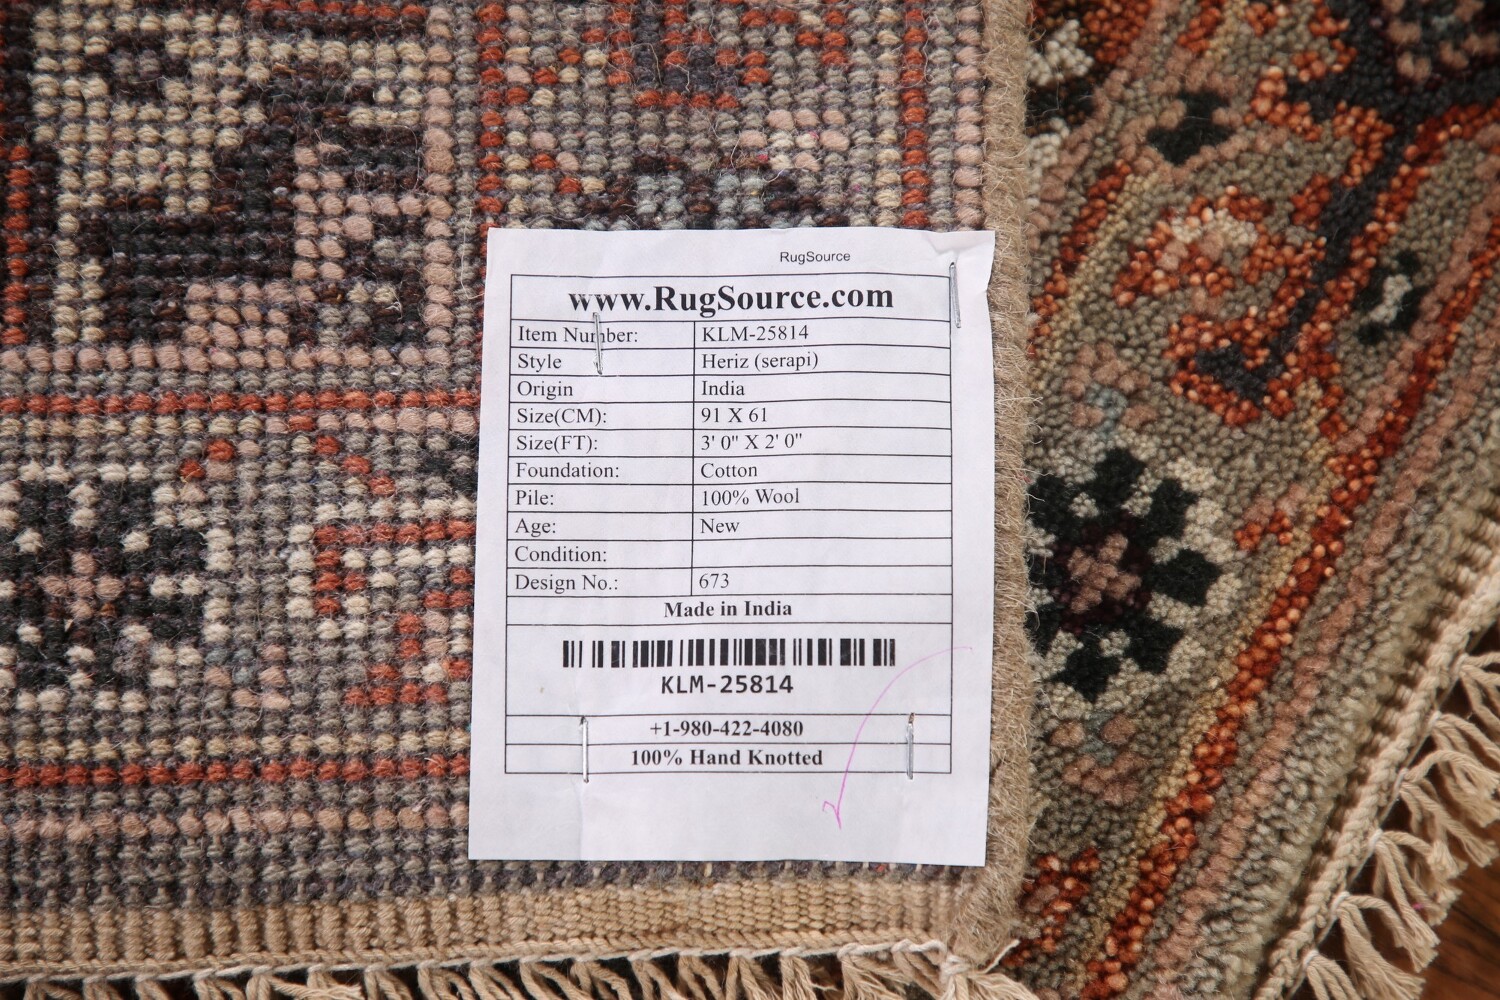 RugSource
www.RugSource.com
Item Number: KLM-25814
Style Heriz (serapi)
Origin India
Size(CM): 91 X 61
Size(FT): 3' 0" X 2' 0"
Foundation: Cotton
Pile: 100% Wool
Age: New
Condition:
Design No.: 673
Made in India
KLM-25814
+1-980-422-4080
100% Hand Knotted